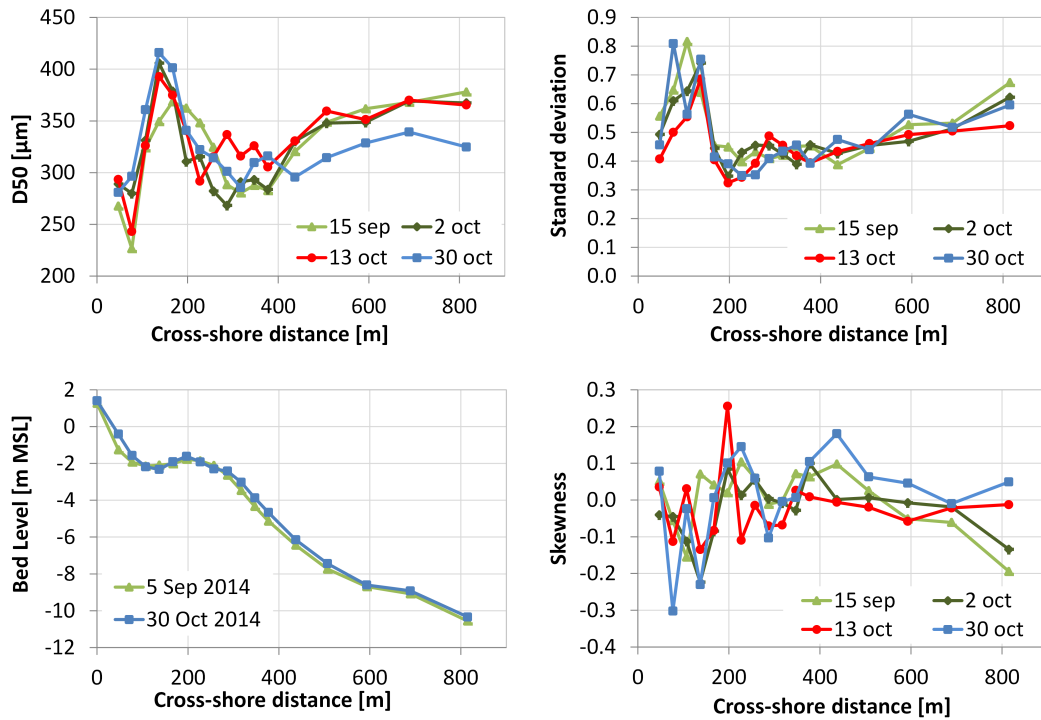 450
400
350
300
250
200
D50 [µm]
15 sep
2 oct
13 oct
30 oct
0
200
400
600
800
Cross-shore distance [m]
0.9
0.8
0.7
0.6
0.5
0.4
0.3
0.2
0.1
0.0
Standard deviation
15 sep
2 oct
13 oct
30 oct
0
200
400
600
800
Cross-shore distance [m]
2
0
-2
-4
-6
-8
-10
-12
Bed Level [m MSL]
5 Sep 2014
30 Oct 2014
0
200
400
600
800
Cross-shore distance [m]
0.3
0.2
0.1
0.0
-0.1
-0.2
-0.3
-0.4
Skewness
15 sep
2 oct
13 oct
30 oct
0
200
400
600
800
Cross-shore distance [m]